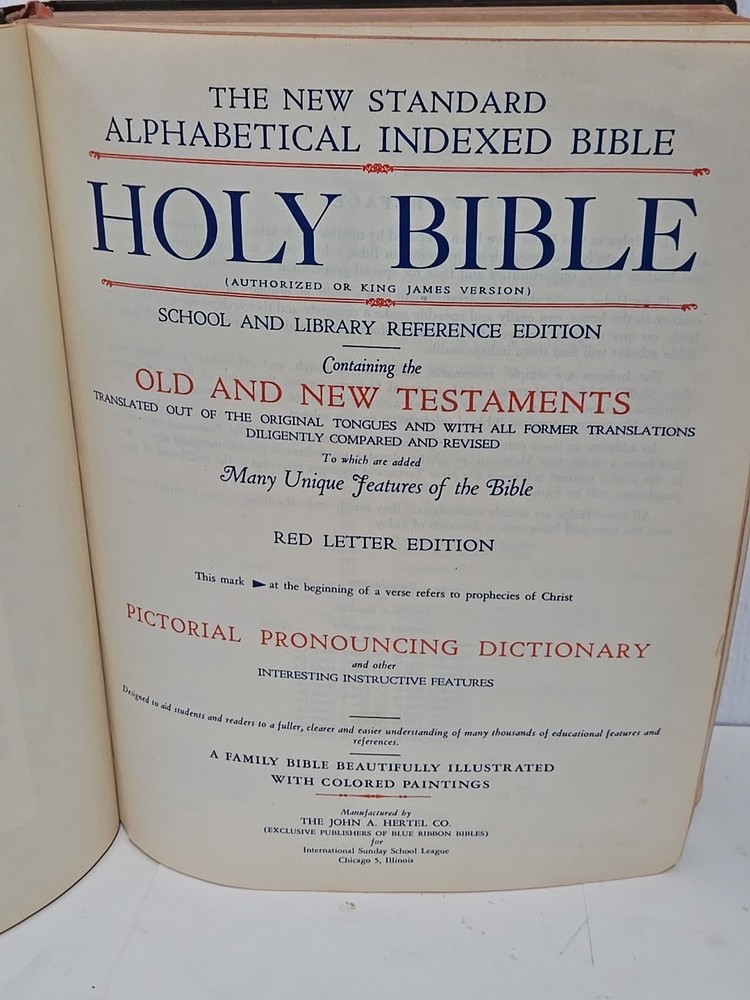 THE NEW STANDARD
ALPHABETICAL INDEXED BIBLE
HOLY BIBLE
(AUTHORIZED OR KING JAMES VERSION)
SCHOOL AND LIBRARY REFERENCE EDITION
Containing the
OLD AND NEW TESTAMENTS
TRANSLATED OUT OF THE ORIGINAL TONGUES AND WITH ALL FORMER TRANSLATIONS
DILIGENTLY COMPARED AND REVISED
To which are added
Many Unique Features of the Bible
RED LETTER EDITION
This mark ► at the beginning of a verse refers to prophecies of Christ
PICTORIAL PRONOUNCING DICTIONARY
and other
INTERESTING INSTRUCTIVE FEATURES
Designed to aid students and readers to a fuller, clearer and easier understanding of many thousands of educational features and
references.
A FAMILY BIBLE BEAUTIFULLY ILLUSTRATED
WITH COLORED PAINTINGS
Manufactured by
THE JOHN A. HERTEL CO.
(EXCLUSIVE PUBLISHERS OF BLUE RIBBON BIBLES)
for
International Sunday School League
Chicago 5, Illinois